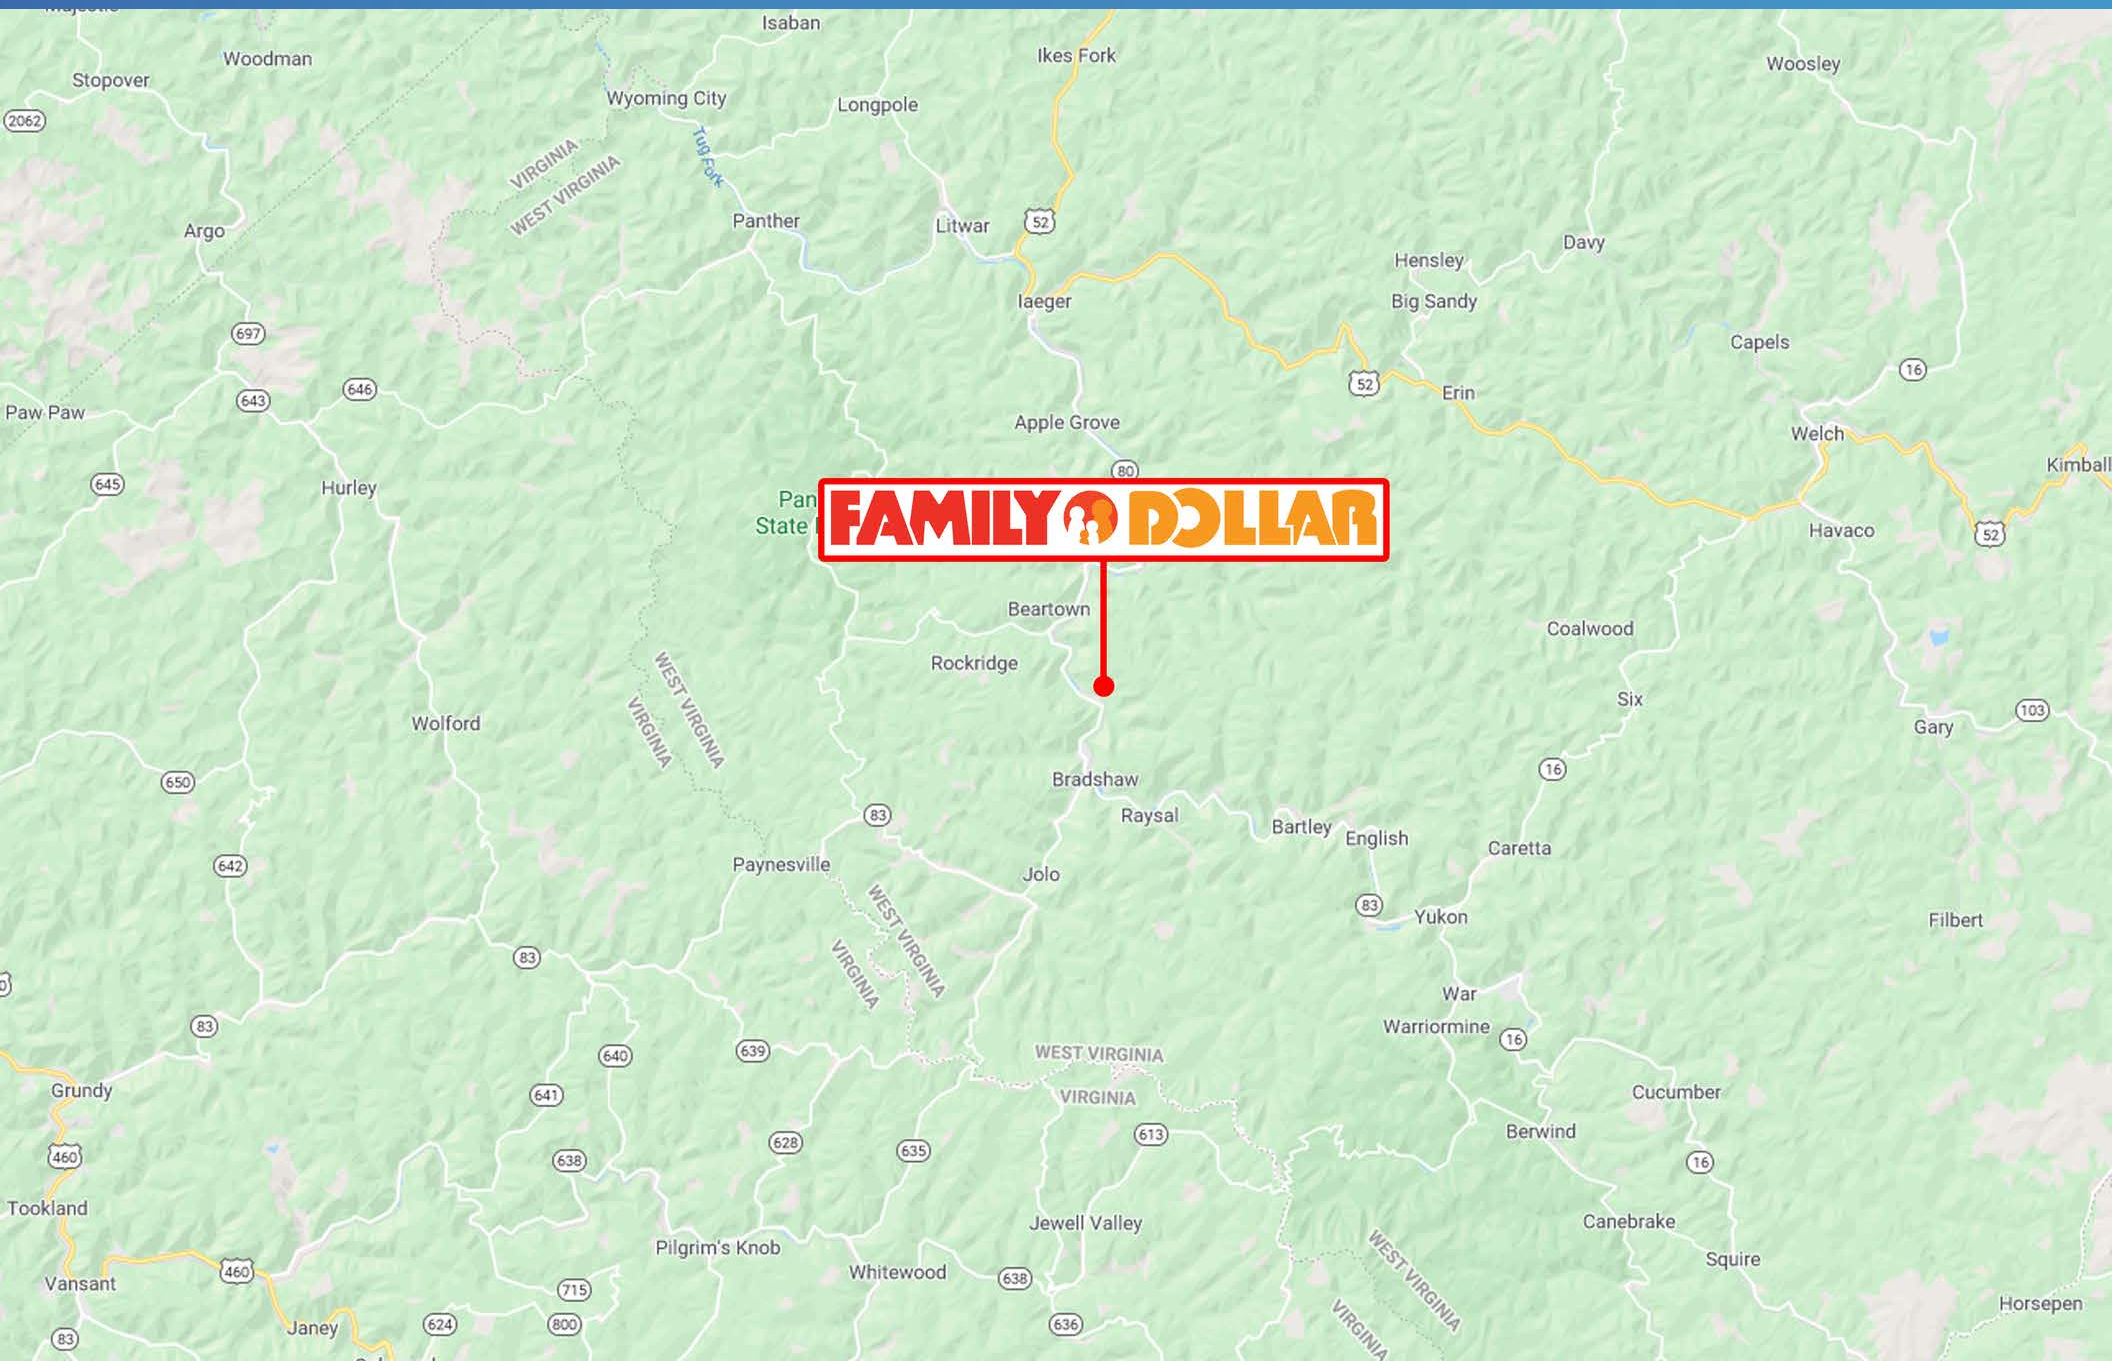 Isaban
Ikes Fork
Woodman
Woosley
Stopover
Wyoming City
Longpole
2062
Tug Fork
VIRGINIA
WEST VIRGINIA
Panther
Litwar
52
Argo
Davy
Hensley
Iaeger
Big Sandy
697
Capels
16
646
52
Erin
643
Paw Paw
Apple Grove
Welch
Kimball
80
645
Hurley
Pan
State
FAMILY DOLLAR
Havaco
52
Beartown
Coalwood
Rockridge
WEST VIRGINIA
VIRGINIA
Six
103
Wolford
Gary
650
Bradshaw
16
83
Raysal
Bartley
English
Caretta
642
Paynesville
Jolo
83
Yukon
Filbert
WEST VIRGINIA
VIRGINIA
83
War
83
Warriormine
16
640
639
WEST VIRGINIA
Grundy
641
VIRGINIA
Cucumber
613
Berwind
460
638
628
635
16
Tookland
Jewell Valley
Canebrake
Pilgrim's Knob
WEST VIRGINIA
VIRGINIA
Squire
460
Whitewood
638
Vansant
715
Horsepen
Janey
624
800
636
83